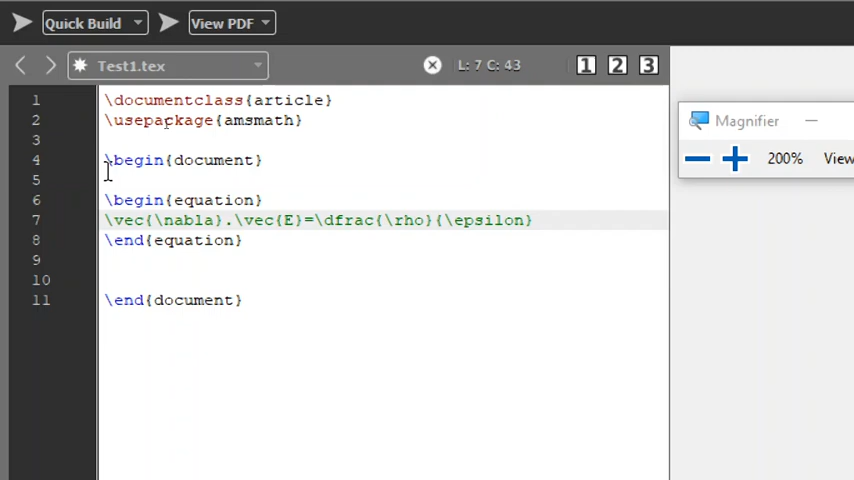 Quick Build View PDF
Test1.tex L: 7 C: 43 1 2 3
1 \documentclass{article}
2 \usepackage{amsmath}
3
4 \begin{document}
5
6 \begin{equation}
7 \vec{\nabla}.\vec{E}=\dfrac{\rho}{\epsilon}
8 \end{equation}
9
10
11 \end{document}
Magnifier
200% View